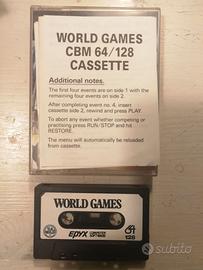 WORLD GAMES
CBM 64/128
CASSETTE
Additional notes.
The first four events are on side 1 with the
remaining four events on side 2.
After completing event no. 4, insert
cassette side 2, rewind and press PLAY.
To abort any event whether competing or
practising press RUN/STOP and hit
RESTORE.
The menu will automatically be reloaded
from cassette.
WORLD GAMES
EPYX
64
128
subito